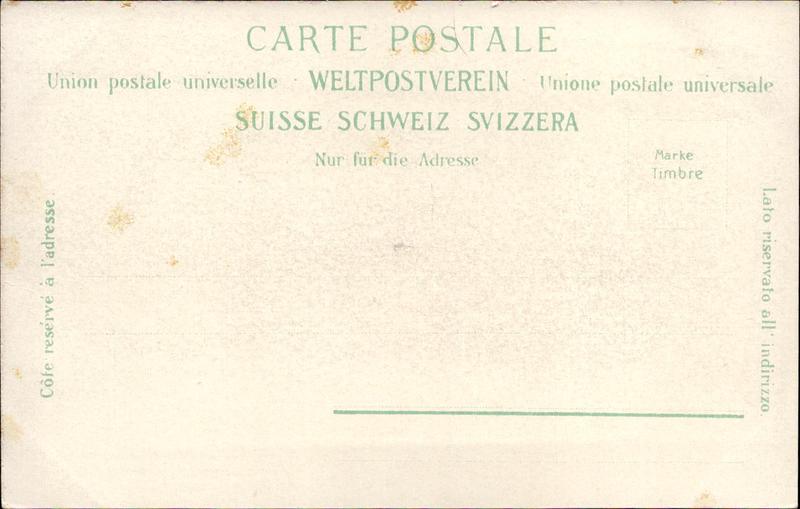 CARTE POSTALE
Union postale universelle · WELTPOSTVEREIN · Unione postale universale
SUISSE SCHWEIZ SVIZZERA
Nur für die Adresse
Marke
Timbre
Côte réservé à l'adresse
Lato riservato all' indirizzo.